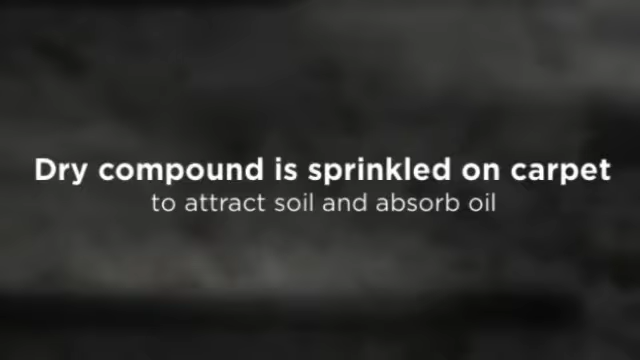 Dry compound is sprinkled on carpet
to attract soil and absorb oil